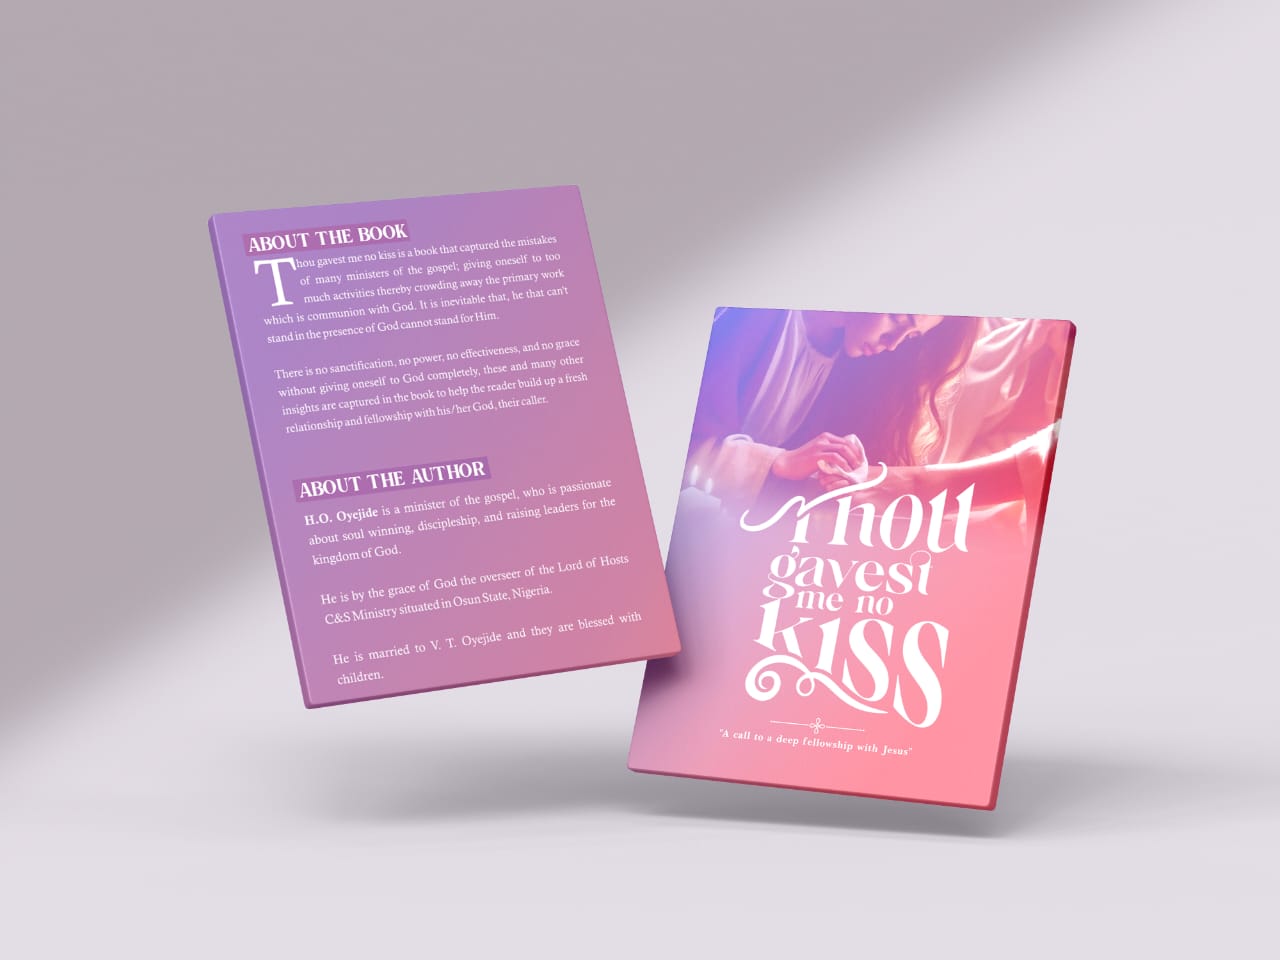 ABOUT THE BOOK
Thou gavest me no kiss is a book that captured the mistakes
of many ministers of the gospel; giving oneself to too
much activities thereby crowding away the primary work
which is communion with God. It is inevitable that, he that can't
stand in the presence of God cannot stand for Him.
There is no sanctification, no power, no effectiveness, and no grace
without giving oneself to God completely, these and many other
insights are captured in the book to help the reader build up a fresh
relationship and fellowship with his/her God, their caller.
ABOUT THE AUTHOR
H.O. Oyejide is a minister of the gospel, who is passionate
about soul winning, discipleship, and raising leaders for the
kingdom of God.
He is by the grace of God the overseer of the Lord of Hosts
C&S Ministry situated in Osun State, Nigeria.
He is married to V. T. Oyejide and they are blessed with
children.
Thou
gavest
me no
kiss
"A call to a deep fellowship with Jesus"